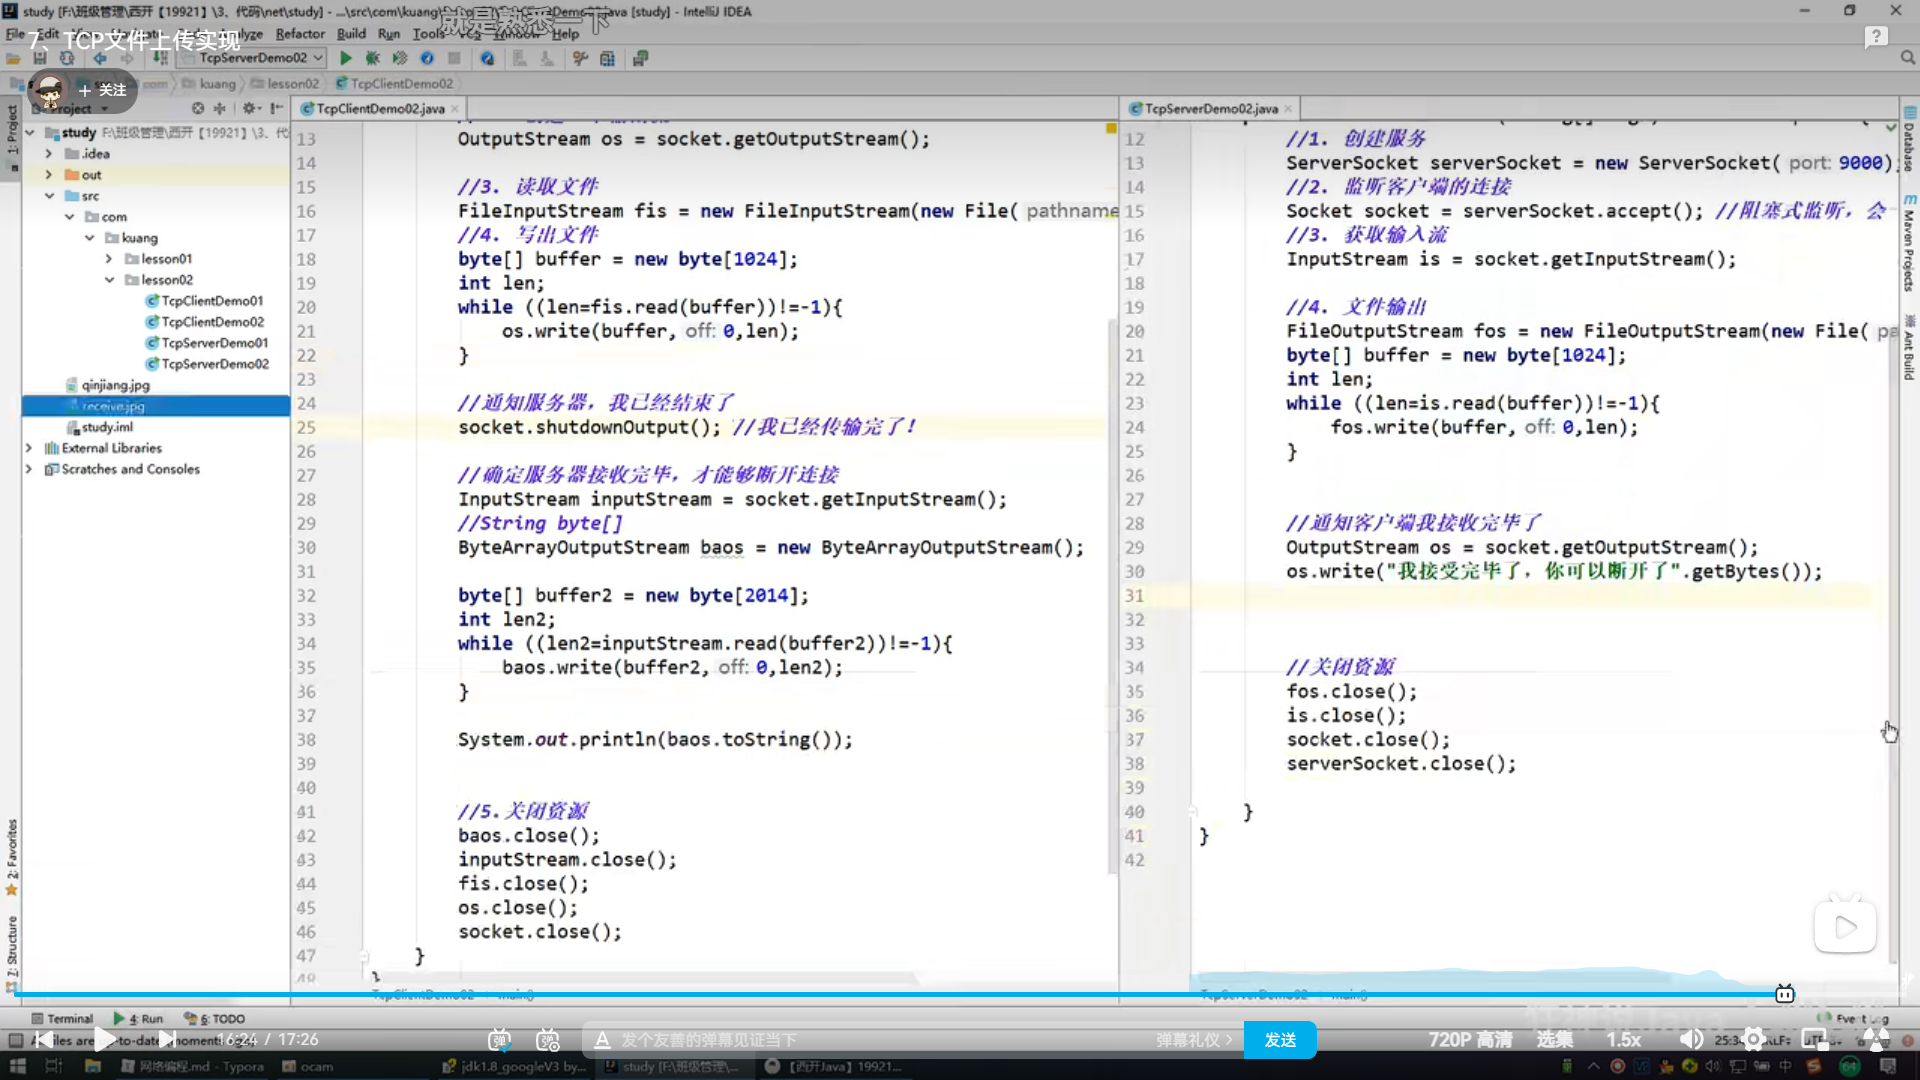 study [F:\班级管理\西开【19921】\3、代码\net\study] - ...\src\com\kuang\
Demo02.java [study] - IntelliJ IDEA
就是熟悉一下
7、TCP文件上传实现
Refactor Build Run Tools VCS Window Help
TcpServerDemo02
kuang lesson02 TcpClientDemo02
+ 关注
Project
TcpClientDemo02.java
TcpServerDemo02.java
1: Project
study F:\班级管理\西开【19921】\3、代
.idea
out
src
com
kuang
lesson01
lesson02
TcpClientDemo01
TcpClientDemo02
TcpServerDemo01
TcpServerDemo02
qinjiang.jpg
receive.jpg
study.iml
External Libraries
Scratches and Consoles
2: Favorites
7: Structure
13 OutputStream os = socket.getOutputStream();
14
15 //3. 读取文件
16 FileInputStream fis = new FileInputStream(new File( pathname
17 //4. 写出文件
18 byte[] buffer = new byte[1024];
19 int len;
20 while ((len=fis.read(buffer))!=-1){
21 os.write(buffer, off: 0,len);
22 }
23
24 //通知服务器，我已经结束了
25 socket.shutdownOutput(); //我已经传输完了！
26
27 //确定服务器接收完毕，才能够断开连接
28 InputStream inputStream = socket.getInputStream();
29 //String byte[]
30 ByteArrayOutputStream baos = new ByteArrayOutputStream();
31
32 byte[] buffer2 = new byte[2014];
33 int len2;
34 while ((len2=inputStream.read(buffer2))!=-1){
35 baos.write(buffer2, off: 0,len2);
36 }
37
38 System.out.println(baos.toString());
39
40
41 //5.关闭资源
42 baos.close();
43 inputStream.close();
44 fis.close();
45 os.close();
46 socket.close();
47 }
48 }
12 //1. 创建服务
13 ServerSocket serverSocket = new ServerSocket( port: 9000);
14 //2. 监听客户端的连接
15 Socket socket = serverSocket.accept(); //阻塞式监听，会
16 //3. 获取输入流
17 InputStream is = socket.getInputStream();
18
19 //4. 文件输出
20 FileOutputStream fos = new FileOutputStream(new File( pa
21 byte[] buffer = new byte[1024];
22 int len;
23 while ((len=is.read(buffer))!=-1){
24 fos.write(buffer, off: 0,len);
25 }
26
27
28 //通知客户端我接收完毕了
29 OutputStream os = socket.getOutputStream();
30 os.write("我接受完毕了，你可以断开了".getBytes());
31
32
33
34 //关闭资源
35 fos.close();
36 is.close();
37 socket.close();
38 serverSocket.close();
39
40 }
41 }
42
Database
Maven Projects
Ant Build
TcpClientDemo02 main()
TcpServerDemo02 main()
Terminal 4: Run 6: TODO
Event Log
16:24 / 17:26
弹
弹
发个友善的弹幕见证当下
弹幕礼仪 >
发送
720P 高清
选集
1.5x
网络编程.md - Typora
ocam
jdk1.8_googleV3 by...
study [F:\班级管理\...
【西开Java】19921...
中
64